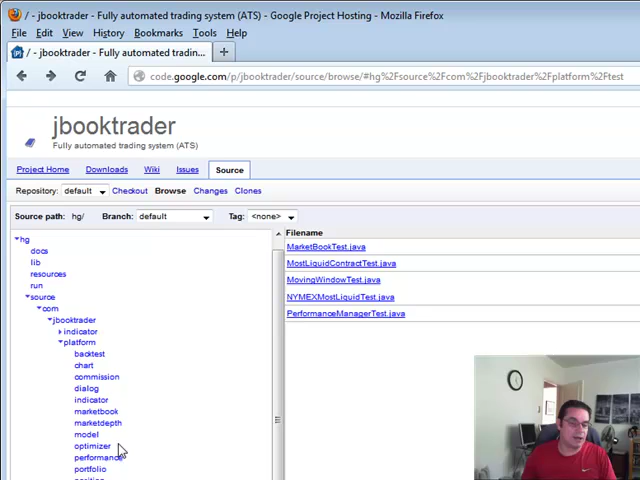 / - jbooktrader - Fully automated trading system (ATS) - Google Project Hosting - Mozilla Firefox
File Edit View History Bookmarks Tools Help
/ - jbooktrader - Fully automated tradin...
code.google.com/p/jbooktrader/source/browse/#hg%2Fsource%2Fcom%2Fjbooktrader%2Fplatform%2Ftest
jbooktrader
Fully automated trading system (ATS)
Project Home Downloads Wiki Issues Source
Repository: default Checkout Browse Changes Clones
Source path: hg/ Branch: default Tag: <none>
Filename
hg
docs
lib
resources
run
source
com
jbooktrader
indicator
platform
backtest
chart
commission
dialog
indicator
marketbook
marketdepth
model
optimizer
performance
portfolio
MarketBookTest.java
MostLiquidContractTest.java
MovingWindowTest.java
NYMEXMostLiquidTest.java
PerformanceManagerTest.java